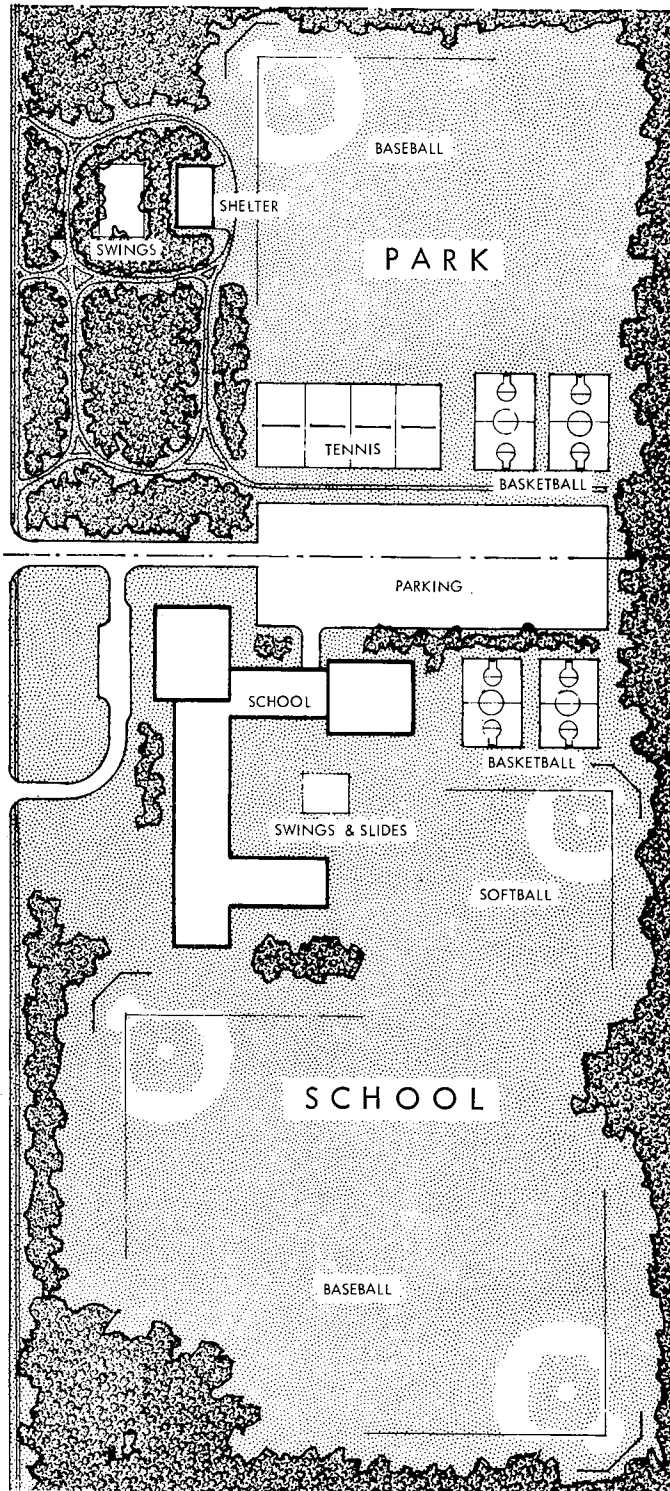 BASEBALL
SHELTER
SWINGS
PARK
TENNIS
BASKETBALL
PARKING
SCHOOL
BASKETBALL
SWINGS & SLIDES
SOFTBALL
SCHOOL
BASEBALL